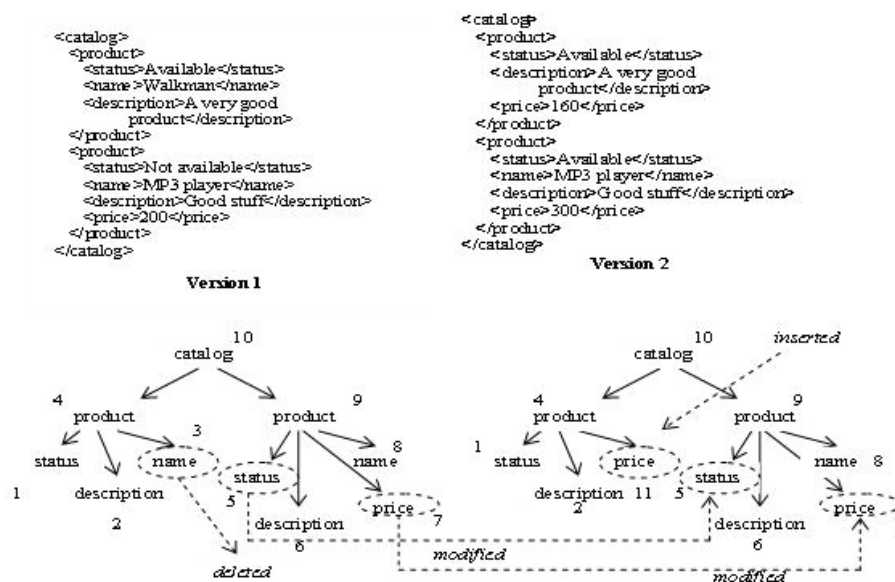 <catalog>
<product>
<status>Available</status>
<name>Walkman</name>
<description>A very good
product</description>
</product>
<product>
<status>Not available</status>
<name>MP3 player</name>
<description>Good stuff</description>
<price>200</price>
</product>
</catalog>
Version 1
<catalog>
<product>
<status>Available</status>
<description>A very good
product</description>
<price>160</price>
</product>
<product>
<status>Available</status>
<name>MP3 player</name>
<description>Good stuff</description>
<price>300</price>
</product>
</catalog>
Version 2
10
catalog
4
product
9
product
3
status
name
status
8
name
1
description
2
5
description
6
price
7
deleted
modified
10
catalog
inserted
4
product
9
product
1
status
price
status
name
8
description
2
11
5
description
6
price
modified